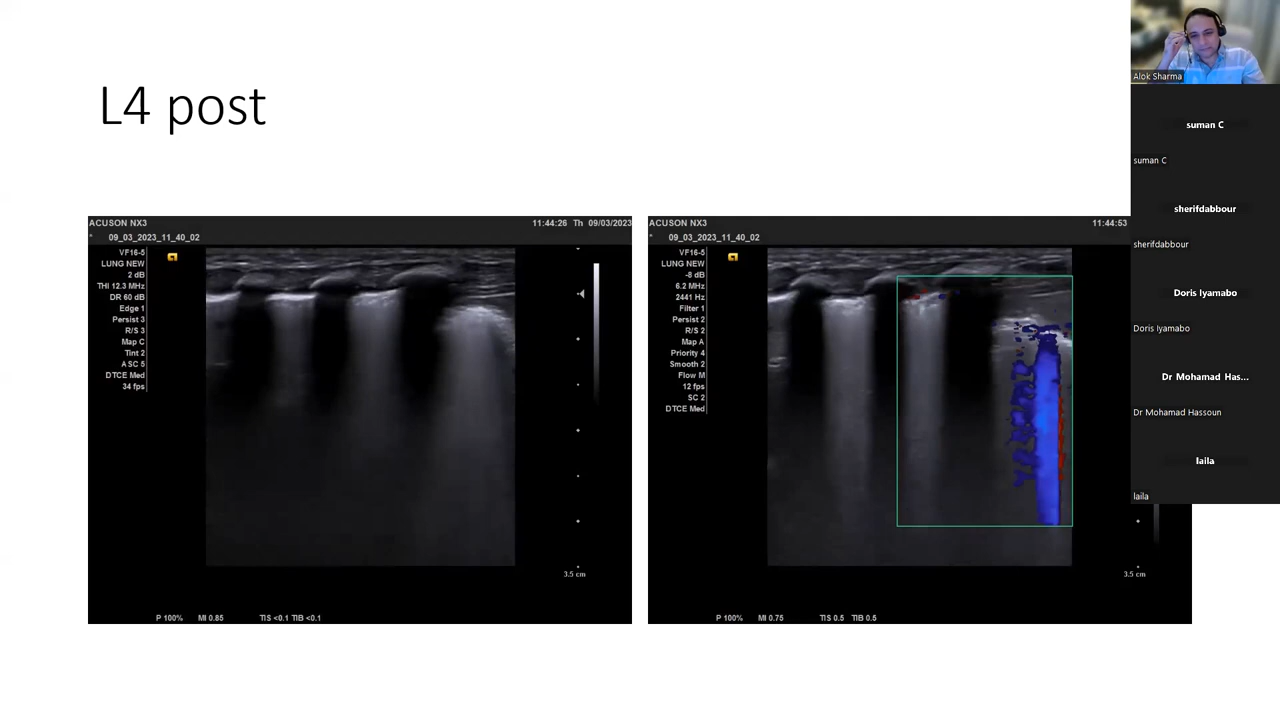 L4 post
ACUSON NX3
11:44:26 Th 09/03/2023
09_03_2023_11_40_02
VF16-5
LUNG NEW
2 dB
THI 12.3 MHz
DR 60 dB
Edge 1
Persist 3
R/S 3
Map C
Tint 2
ASC 5
DTCE Med
34 fps
3.5 cm
P 100% MI 0.85 TIS <0.1 TIB <0.1
ACUSON NX3
11:44:53
09_03_2023_11_40_02
VF16-5
LUNG NEW
-8 dB
6.2 MHz
2441 Hz
Filter 1
Persist 2
R/S 2
Map A
Priority 4
Smooth 2
Flow M
12 fps
SC 2
DTCE Med
3.5 cm
P 100% MI 0.75 TIS 0.5 TIB 0.5
Alok Sharma
suman C
suman C
sherifdabbour
sherifdabbour
Doris Iyamabo
Doris Iyamabo
Dr Mohamad Has...
Dr Mohamad Hassoun
laila
laila